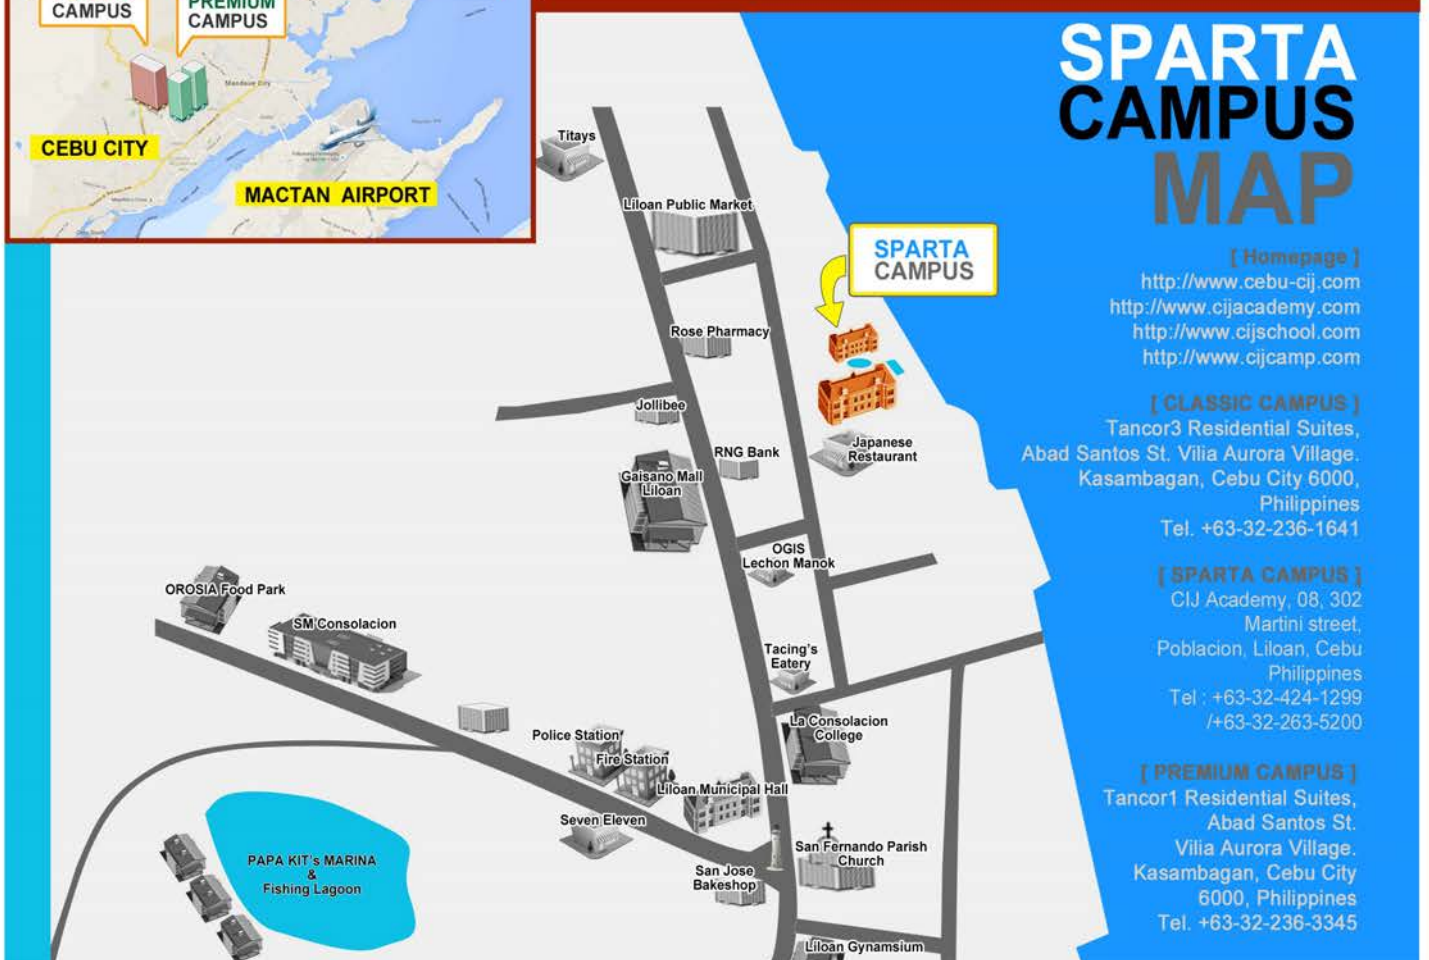 CAMPUS
PREMIUM
CAMPUS
Mandaue City
CEBU CITY
MACTAN AIRPORT
SPARTA
CAMPUS
MAP
[ Homepage ]
http://www.cebu-cij.com
http://www.cijacademy.com
http://www.cijschool.com
http://www.cijcamp.com
[ CLASSIC CAMPUS ]
Tancor3 Residential Suites,
Abad Santos St. Vilia Aurora Village.
Kasambagan, Cebu City 6000,
Philippines
Tel. +63-32-236-1641
[ SPARTA CAMPUS ]
CIJ Academy, 08, 302
Martini street,
Poblacion, Liloan, Cebu
Philippines
Tel : +63-32-424-1299
/+63-32-263-5200
[ PREMIUM CAMPUS ]
Tancor1 Residential Suites,
Abad Santos St.
Vilia Aurora Village.
Kasambagan, Cebu City
6000, Philippines
Tel. +63-32-236-3345
Titays
Liloan Public Market
SPARTA
CAMPUS
Rose Pharmacy
Jollibee
RNG Bank
Japanese
Restaurant
Gaisano Mall
Liloan
OGIS
Lechon Manok
OROSIA Food Park
SM Consolacion
Tacing's
Eatery
La Consolacion
College
Police Station
Fire Station
Liloan Municipal Hall
Seven Eleven
San Fernando Parish
Church
San Jose
Bakeshop
PAPA KIT's MARINA
&
Fishing Lagoon
Liloan Gynamsium